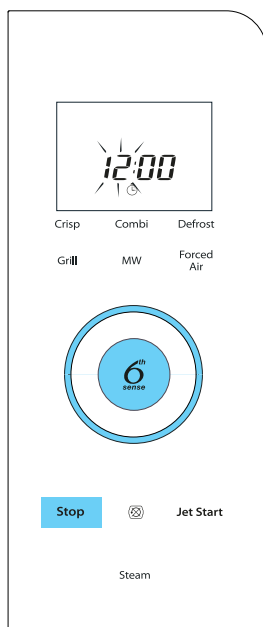 12:00
Crisp Combi Defrost
Grill MW Forced
Air
6th
sense
Stop Jet Start
Steam